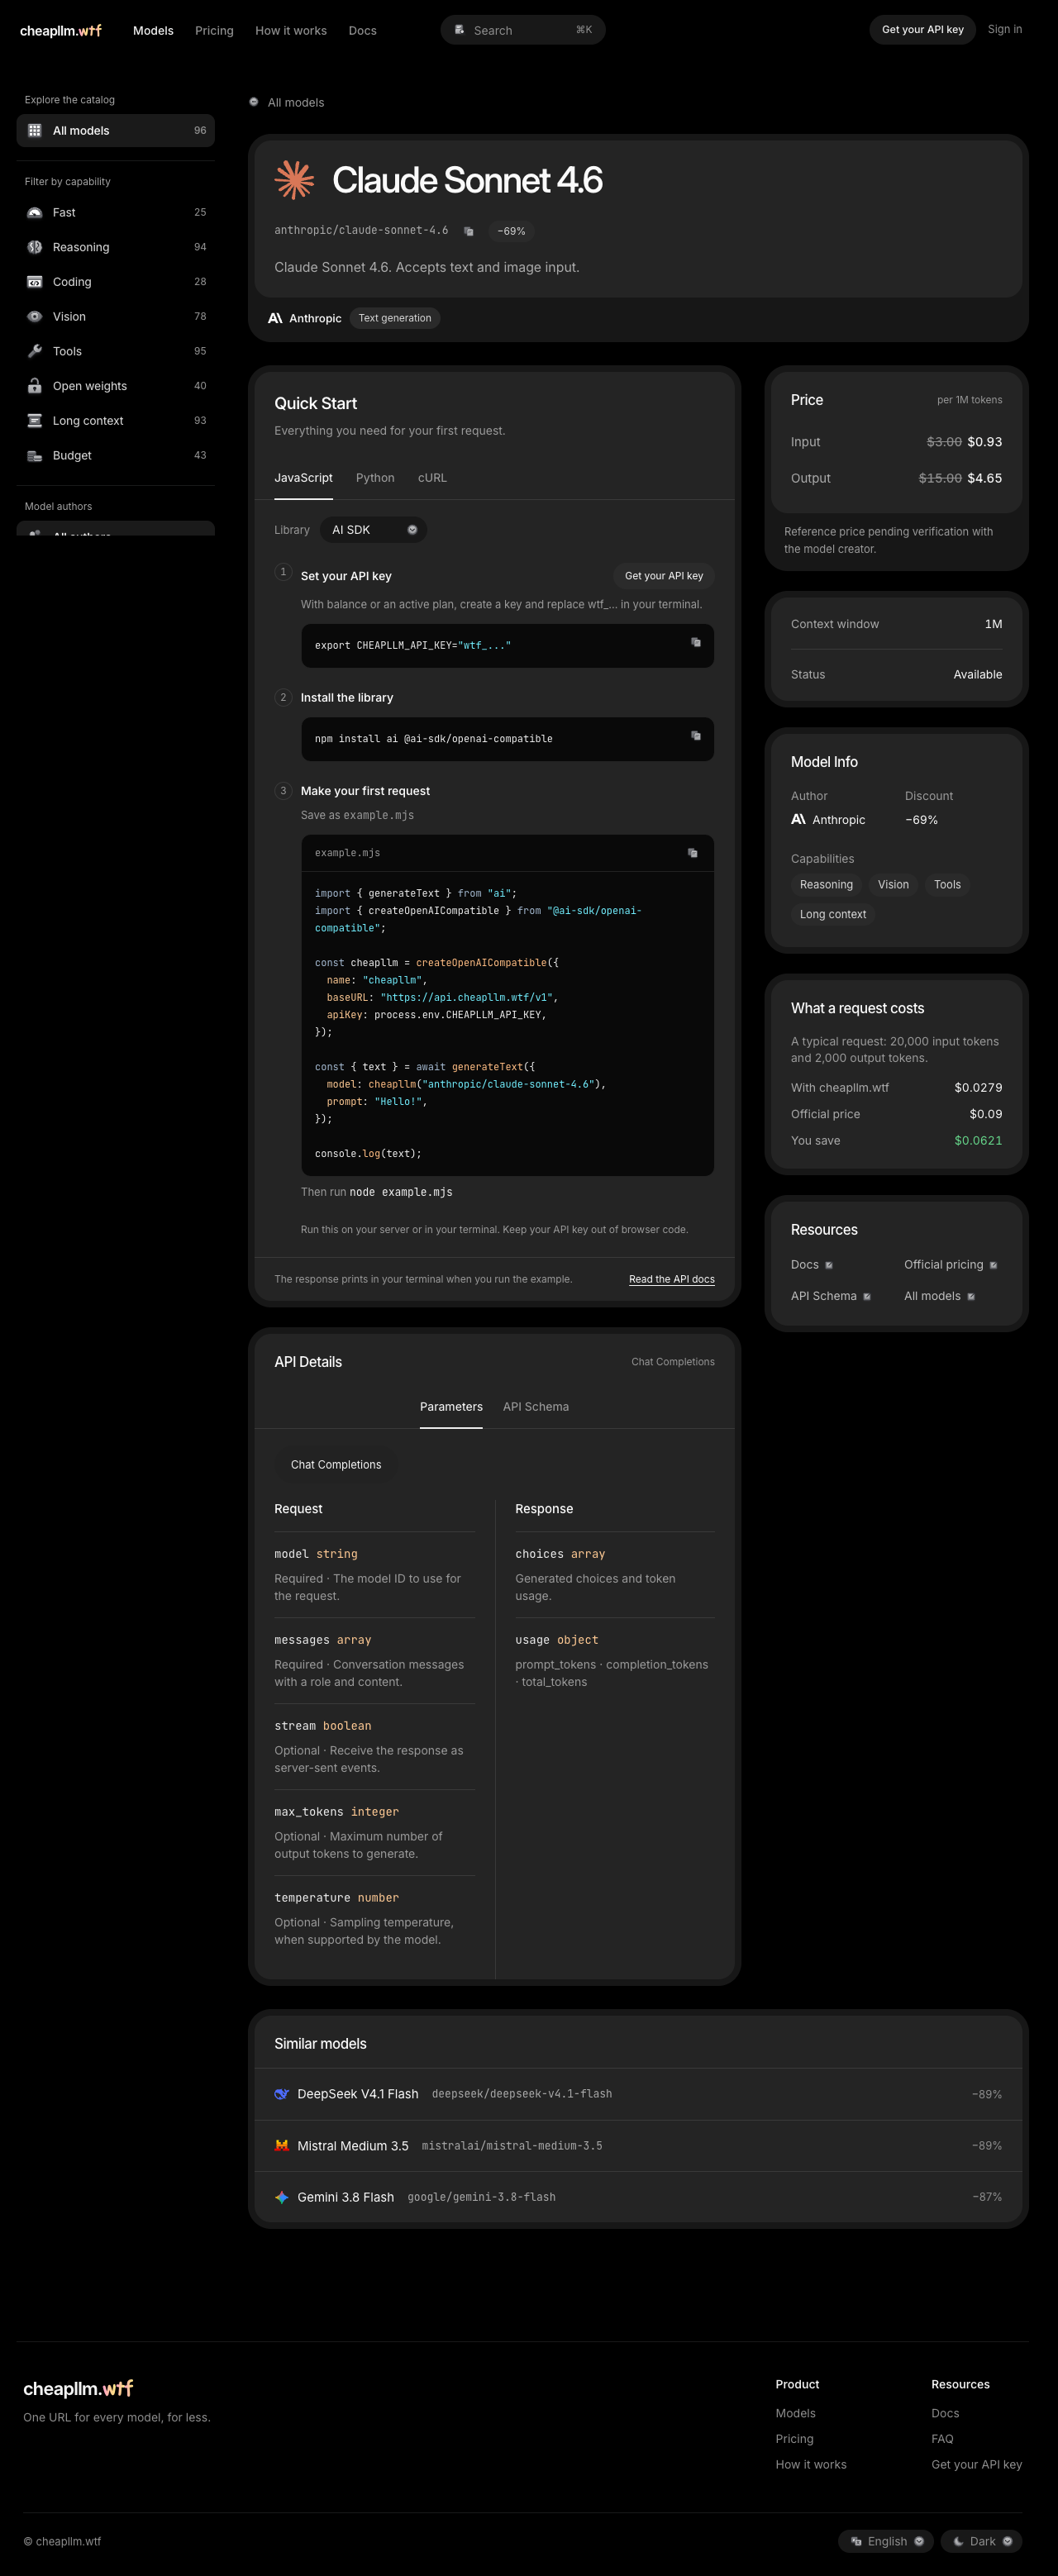 cheapllm.wtf
Models
Pricing
How it works
Docs
Search
⌘K
Get your API key
Sign in
Explore the catalog
All models 96
Filter by capability
Fast 25
Reasoning 94
Coding 28
Vision 78
Tools 95
Open weights 40
Long context 93
Budget 43
Model authors
All authors
All models
Claude Sonnet 4.6
anthropic/claude-sonnet-4.6 −69%
Claude Sonnet 4.6. Accepts text and image input.
Anthropic Text generation
Quick Start
Everything you need for your first request.
JavaScript Python cURL
Library AI SDK
1 Set your API key Get your API key
With balance or an active plan, create a key and replace wtf_... in your terminal.
export CHEAPLLM_API_KEY="wtf_..."
2 Install the library
npm install ai @ai-sdk/openai-compatible
3 Make your first request
Save as example.mjs
example.mjs
import { generateText } from "ai";
import { createOpenAICompatible } from "@ai-sdk/openai-
compatible";
const cheapllm = createOpenAICompatible({
name: "cheapllm",
baseURL: "https://api.cheapllm.wtf/v1",
apiKey: process.env.CHEAPLLM_API_KEY,
});
const { text } = await generateText({
model: cheapllm("anthropic/claude-sonnet-4.6"),
prompt: "Hello!",
});
console.log(text);
Then run node example.mjs
Run this on your server or in your terminal. Keep your API key out of browser code.
The response prints in your terminal when you run the example. Read the API docs
Price per 1M tokens
Input $3.00 $0.93
Output $15.00 $4.65
Reference price pending verification with
the model creator.
Context window 1M
Status Available
Model Info
Author Discount
Anthropic −69%
Capabilities
Reasoning Vision Tools
Long context
What a request costs
A typical request: 20,000 input tokens
and 2,000 output tokens.
With cheapllm.wtf $0.0279
Official price $0.09
You save $0.0621
Resources
Docs Official pricing
API Schema All models
API Details Chat Completions
Parameters API Schema
Chat Completions
Request
model string
Required · The model ID to use for
the request.
messages array
Required · Conversation messages
with a role and content.
stream boolean
Optional · Receive the response as
server-sent events.
max_tokens integer
Optional · Maximum number of
output tokens to generate.
temperature number
Optional · Sampling temperature,
when supported by the model.
Response
choices array
Generated choices and token
usage.
usage object
prompt_tokens · completion_tokens
· total_tokens
Similar models
DeepSeek V4.1 Flash deepseek/deepseek-v4.1-flash −89%
Mistral Medium 3.5 mistralai/mistral-medium-3.5 −89%
Gemini 3.8 Flash google/gemini-3.8-flash −87%
cheapllm.wtf
One URL for every model, for less.
Product
Models
Pricing
How it works
Resources
Docs
FAQ
Get your API key
© cheapllm.wtf
English Dark